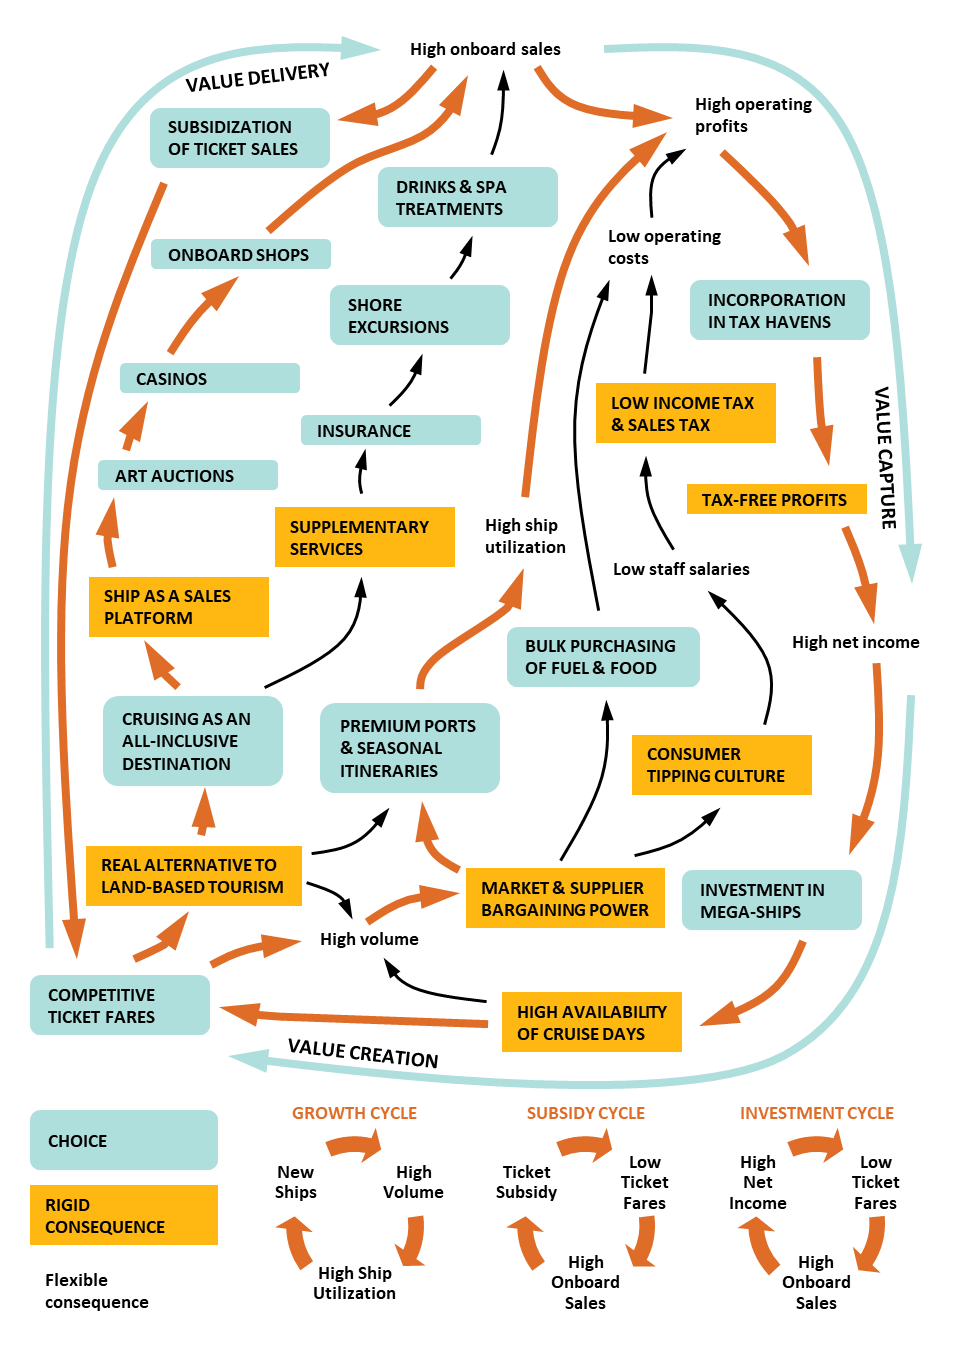 High onboard sales
VALUE DELIVERY
SUBSIDIZATION
OF TICKET SALES
High operating
profits
DRINKS & SPA
TREATMENTS
ONBOARD SHOPS
Low operating
costs
SHORE
EXCURSIONS
INCORPORATION
IN TAX HAVENS
CASINOS
LOW INCOME TAX
& SALES TAX
INSURANCE
VALUE CAPTURE
ART AUCTIONS
TAX-FREE PROFITS
SUPPLEMENTARY
SERVICES
High ship
utilization
Low staff salaries
SHIP AS A SALES
PLATFORM
BULK PURCHASING
OF FUEL & FOOD
High net income
CRUISING AS AN
ALL-INCLUSIVE
DESTINATION
PREMIUM PORTS
& SEASONAL
ITINERARIES
CONSUMER
TIPPING CULTURE
REAL ALTERNATIVE TO
LAND-BASED TOURISM
MARKET & SUPPLIER
BARGAINING POWER
INVESTMENT IN
MEGA-SHIPS
High volume
COMPETITIVE
TICKET FARES
HIGH AVAILABILITY
OF CRUISE DAYS
VALUE CREATION
CHOICE
RIGID
CONSEQUENCE
Flexible
consequence
GROWTH CYCLE
New
Ships
High
Volume
High Ship
Utilization
SUBSIDY CYCLE
Ticket
Subsidy
Low
Ticket
Fares
High
Onboard
Sales
INVESTMENT CYCLE
High
Net
Income
Low
Ticket
Fares
High
Onboard
Sales